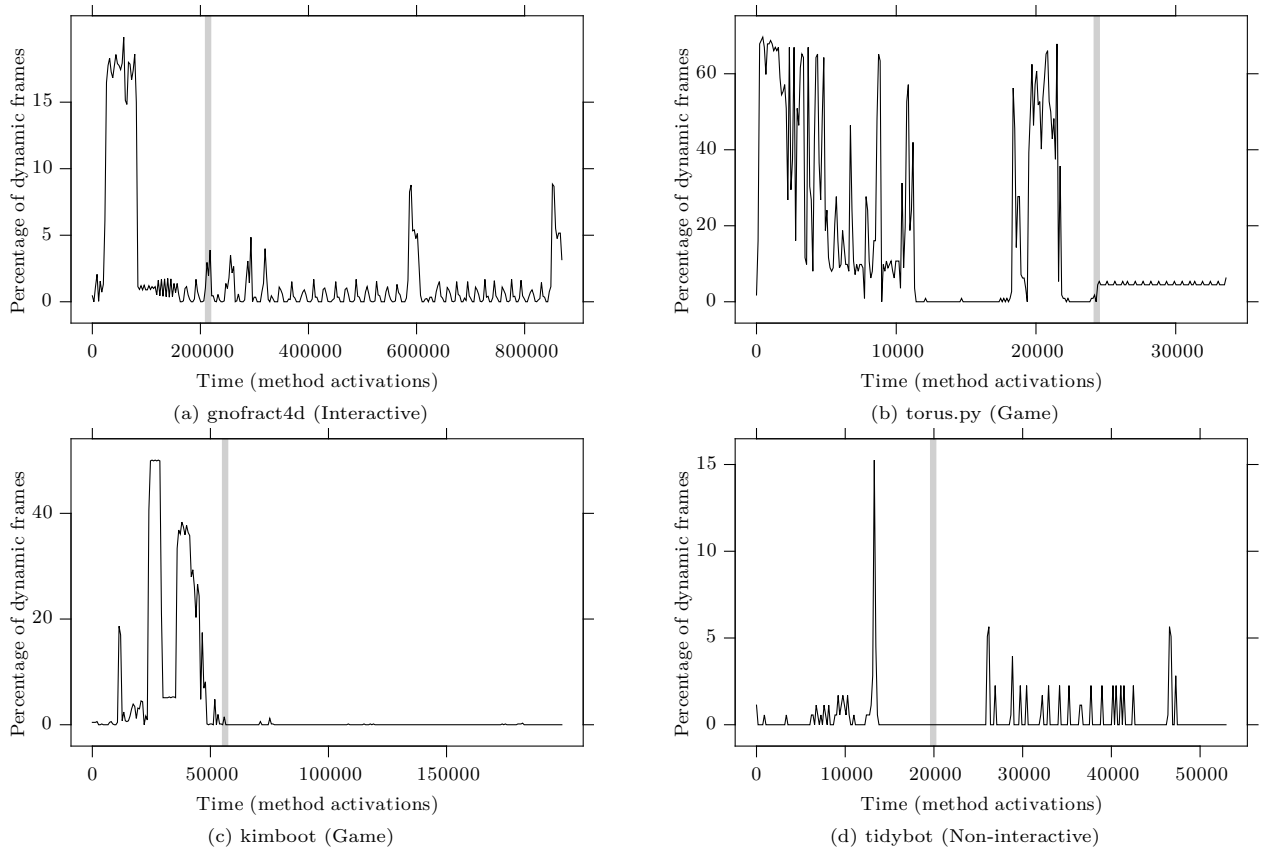 Percentage of dynamic frames
15
10
5
0
0 200000 400000 600000 800000
Time (method activations)
(a) gnofract4d (Interactive)
Percentage of dynamic frames
60
40
20
0
0 10000 20000 30000
Time (method activations)
(b) torus.py (Game)
Percentage of dynamic frames
40
20
0
0 50000 100000 150000
Time (method activations)
(c) kimboot (Game)
Percentage of dynamic frames
15
10
5
0
0 10000 20000 30000 40000 50000
Time (method activations)
(d) tidybot (Non-interactive)